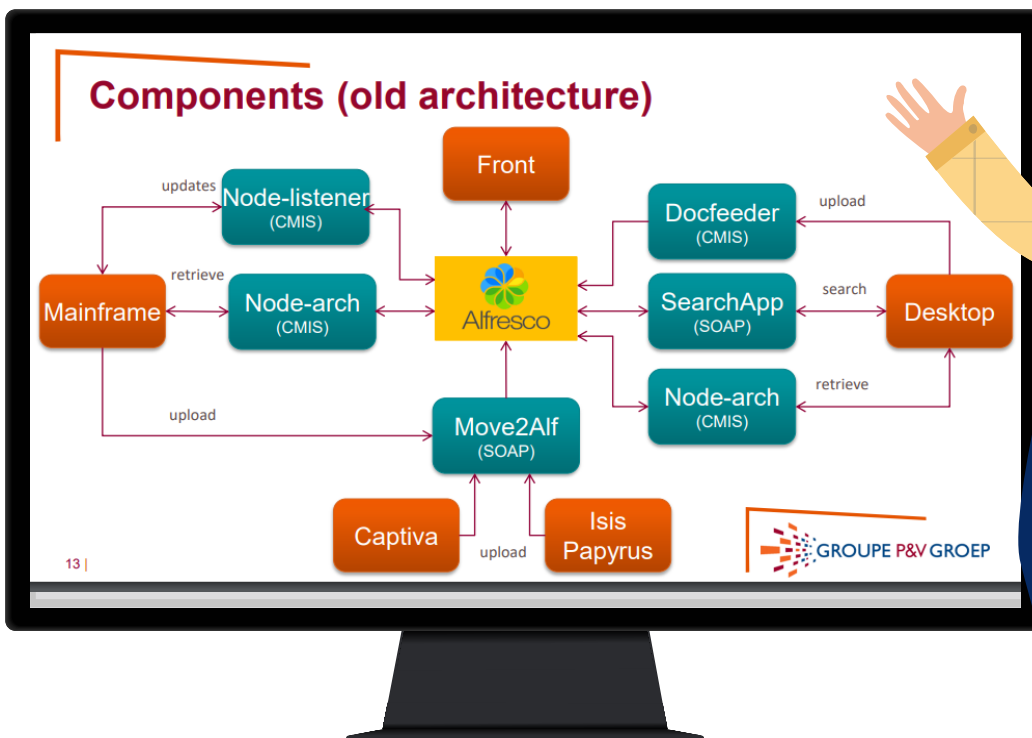 Components (old architecture)
Front
updates
Node-listener
(CMIS)
Docfeeder
(CMIS)
upload
retrieve
Mainframe
Node-arch
(CMIS)
Alfresco
SearchApp
(SOAP)
search
Desktop
upload
Move2Alf
(SOAP)
Node-arch
(CMIS)
retrieve
Captiva
upload
Isis
Papyrus
13 |
GROUPE P&V GROEP